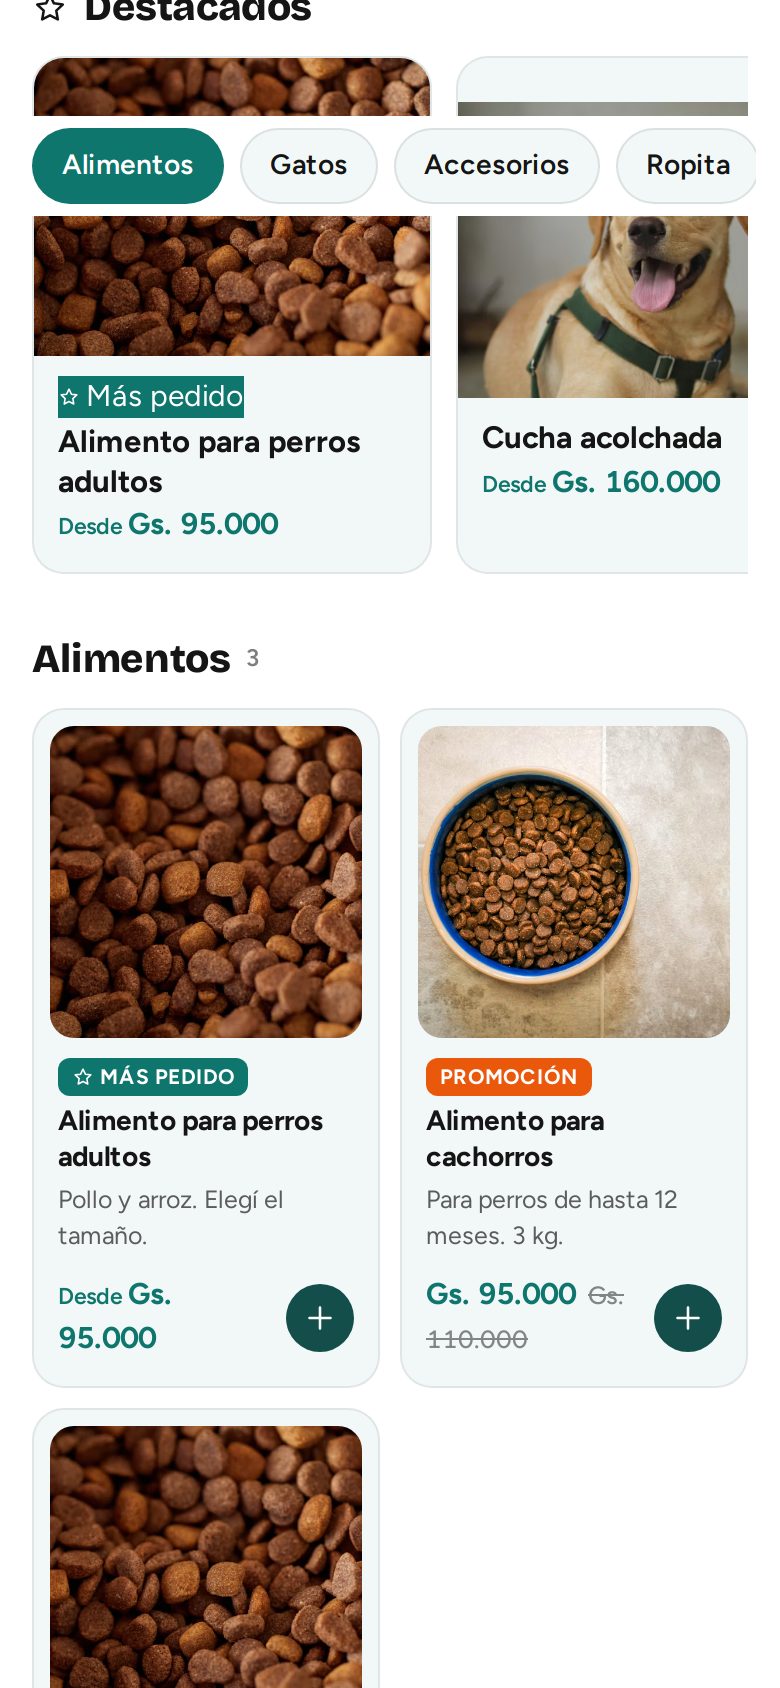 Destacados
Alimentos Gatos Accesorios Ropita
Más pedido
Alimento para perros
adultos
Desde Gs. 95.000
Cucha acolchada
Desde Gs. 160.000
Alimentos 3
MÁS PEDIDO
Alimento para perros
adultos
Pollo y arroz. Elegí el
tamaño.
Desde Gs.
95.000
PROMOCIÓN
Alimento para
cachorros
Para perros de hasta 12
meses. 3 kg.
Gs. 95.000 Gs.
110.000